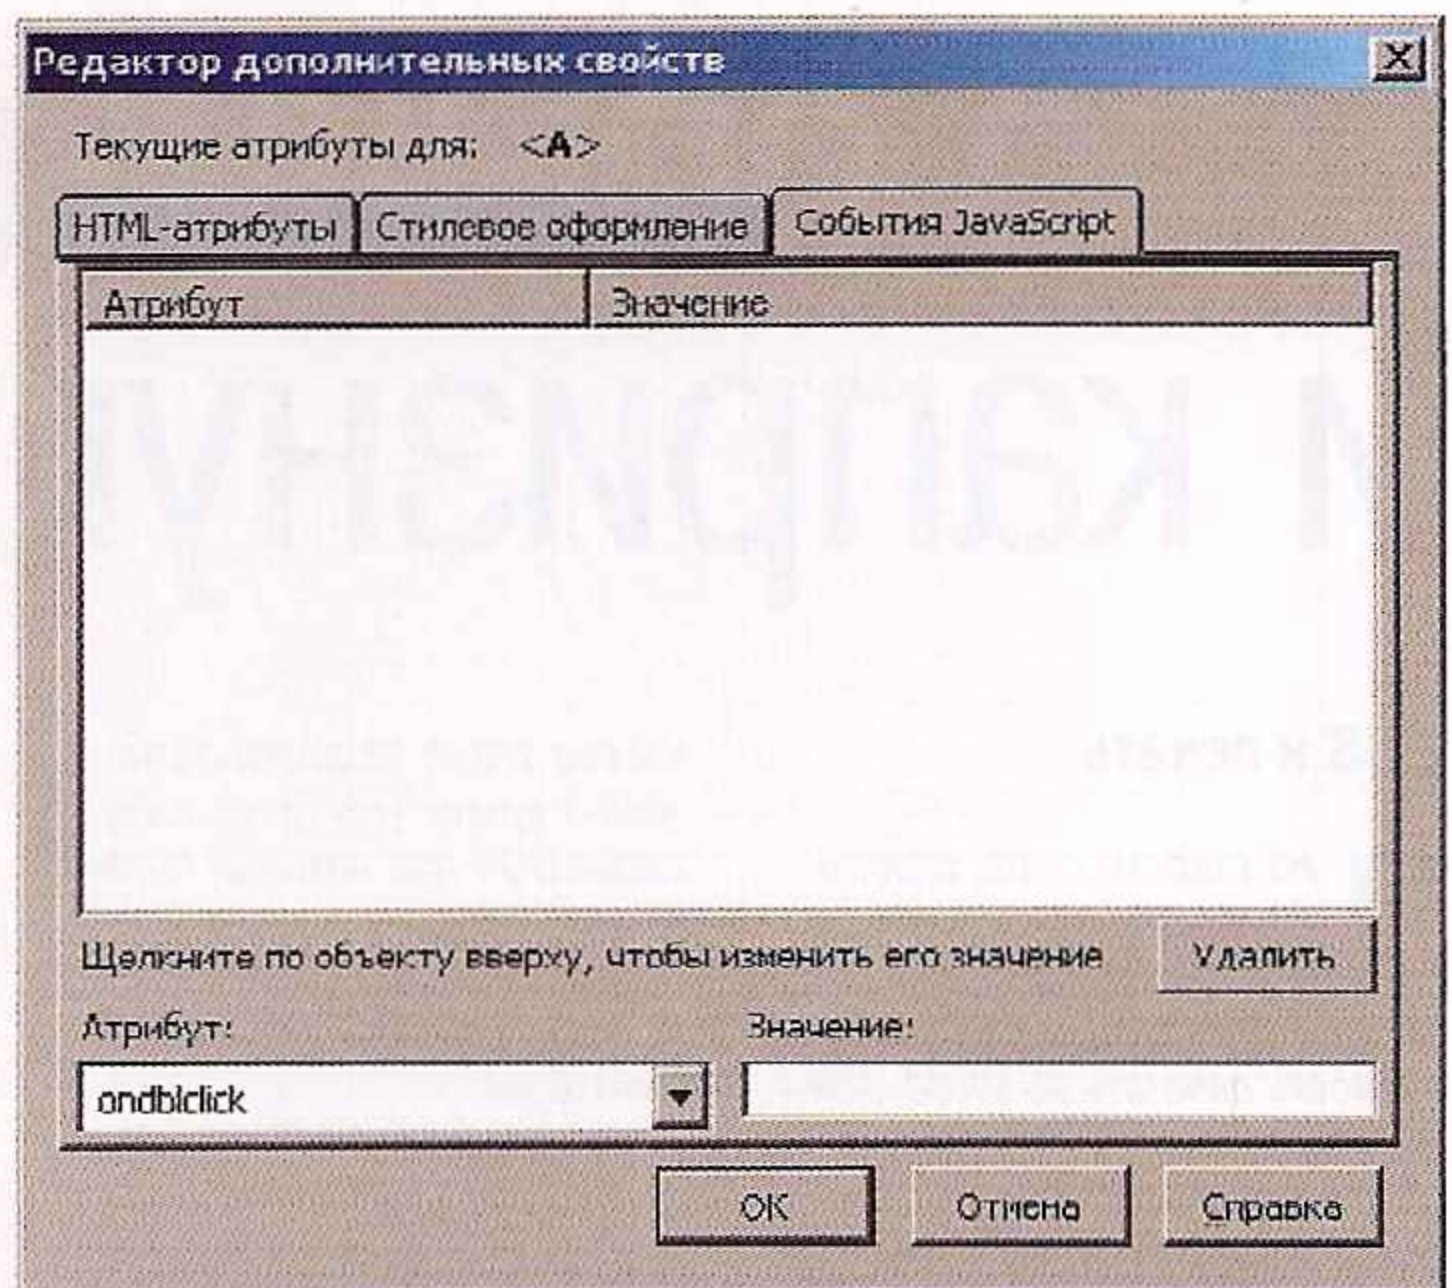 Редактор дополнительных свойств
Текущие атрибуты для: <A>
HTML-атрибуты Стилевое оформление События JavaScript
Атрибут Значение
Щелкните по объекту вверху, чтобы изменить его значение Удалить
Атрибут: Значение:
ondblclick
ОК Отмена Справка